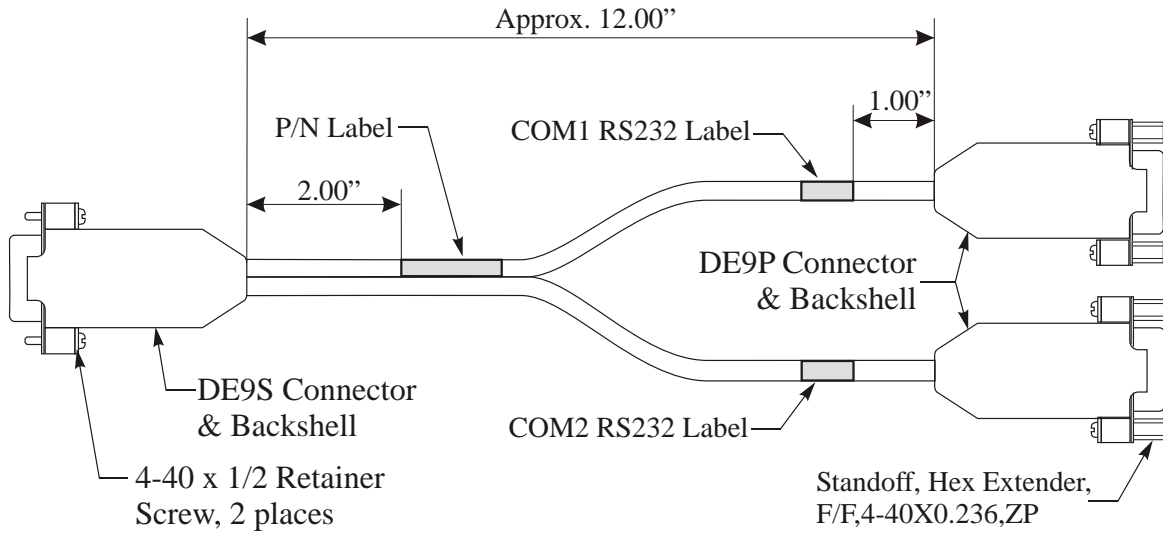 Approx. 12.00”
1.00”
P/N Label
COM1 RS232 Label
2.00”
DE9P Connector
& Backshell
DE9S Connector
& Backshell
COM2 RS232 Label
4-40 x 1/2 Retainer
Screw, 2 places
Standoff, Hex Extender,
F/F,4-40X0.236,ZP